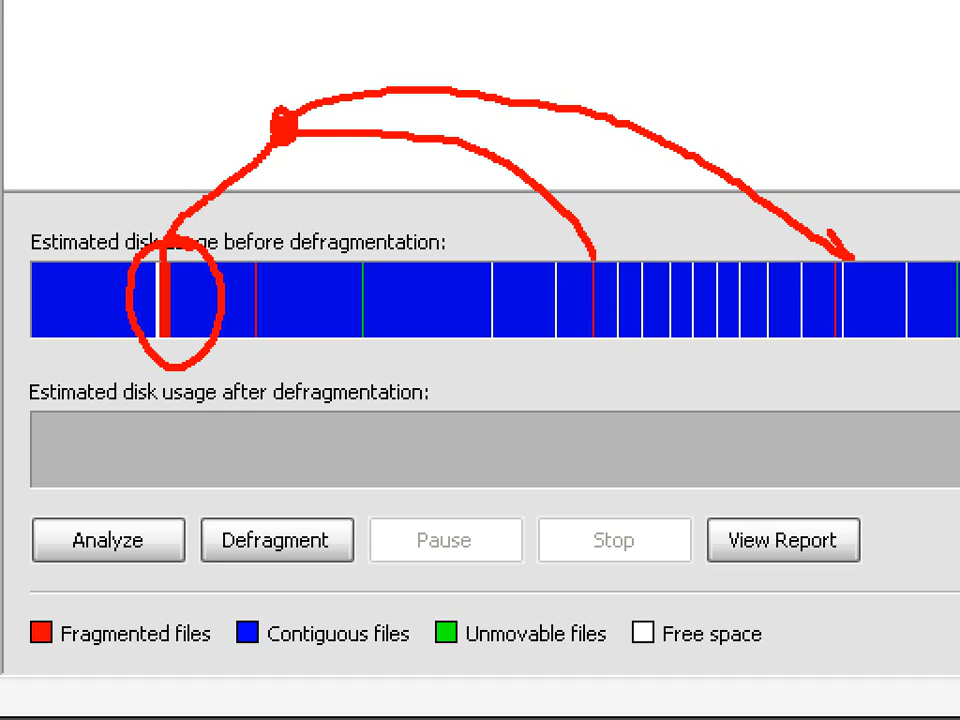 Estimated disk usage before defragmentation:
Estimated disk usage after defragmentation:
Analyze Defragment Pause Stop View Report
Fragmented files Contiguous files Unmovable files Free space